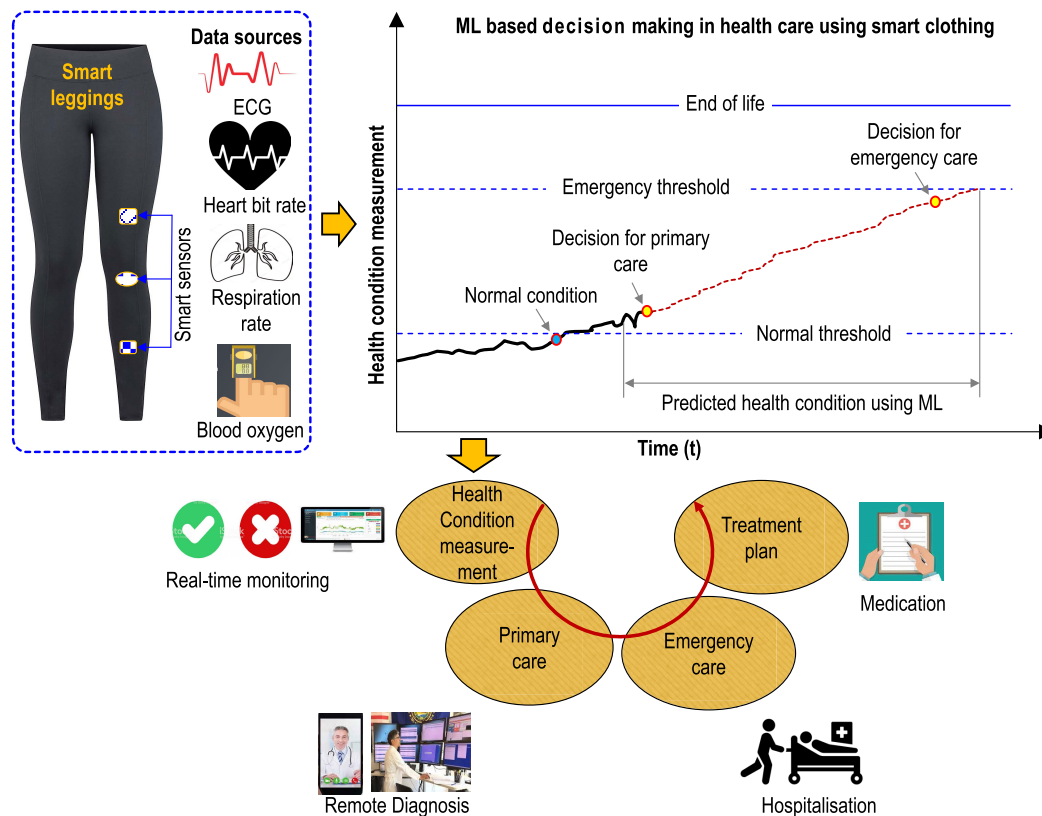 Smart
leggings
Data sources
ECG
Heart bit rate
Respiration
rate
Blood oxygen
Smart sensors
ML based decision making in health care using smart clothing
Health condition measurement
End of life
Decision for
emergency care
Emergency threshold
Decision for primary
care
Normal condition
Normal threshold
Predicted health condition using ML
Time (t)
Health
Condition
measure-
ment
Treatment
plan
Primary
care
Emergency care
Real-time monitoring
Medication
Remote Diagnosis
Hospitalisation